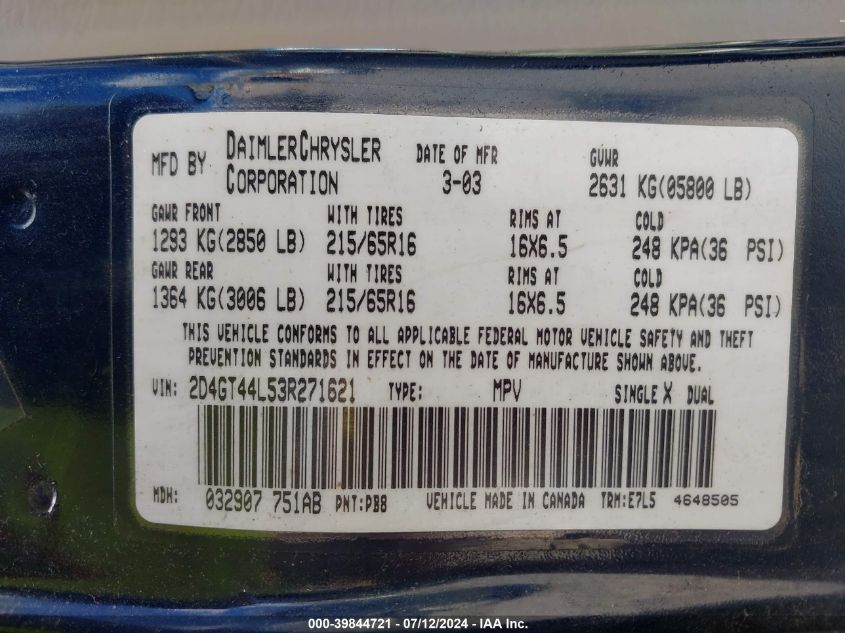 MFD BY DAIMLERCHRYSLER CORPORATION DATE OF MFR 3-03 GVWR 2631 KG(05800 LB)
GAWR FRONT WITH TIRES RIMS AT COLD
1293 KG(2850 LB) 215/65R16 16X6.5 248 KPA(36 PSI)
GAWR REAR WITH TIRES RIMS AT COLD
1364 KG(3006 LB) 215/65R16 16X6.5 248 KPA(36 PSI)
THIS VEHICLE CONFORMS TO ALL APPLICABLE FEDERAL MOTOR VEHICLE SAFETY AND THEFT
PREVENTION STANDARDS IN EFFECT ON THE DATE OF MANUFACTURE SHOWN ABOVE.
VIN: 2D4GT44L53R271621 TYPE: MPV SINGLE X DUAL
MDH: 032907 751AB PNT:PB8 VEHICLE MADE IN CANADA TRM:E7L5 4648505
000-39844721 - 07/12/2024 - IAA, Inc.